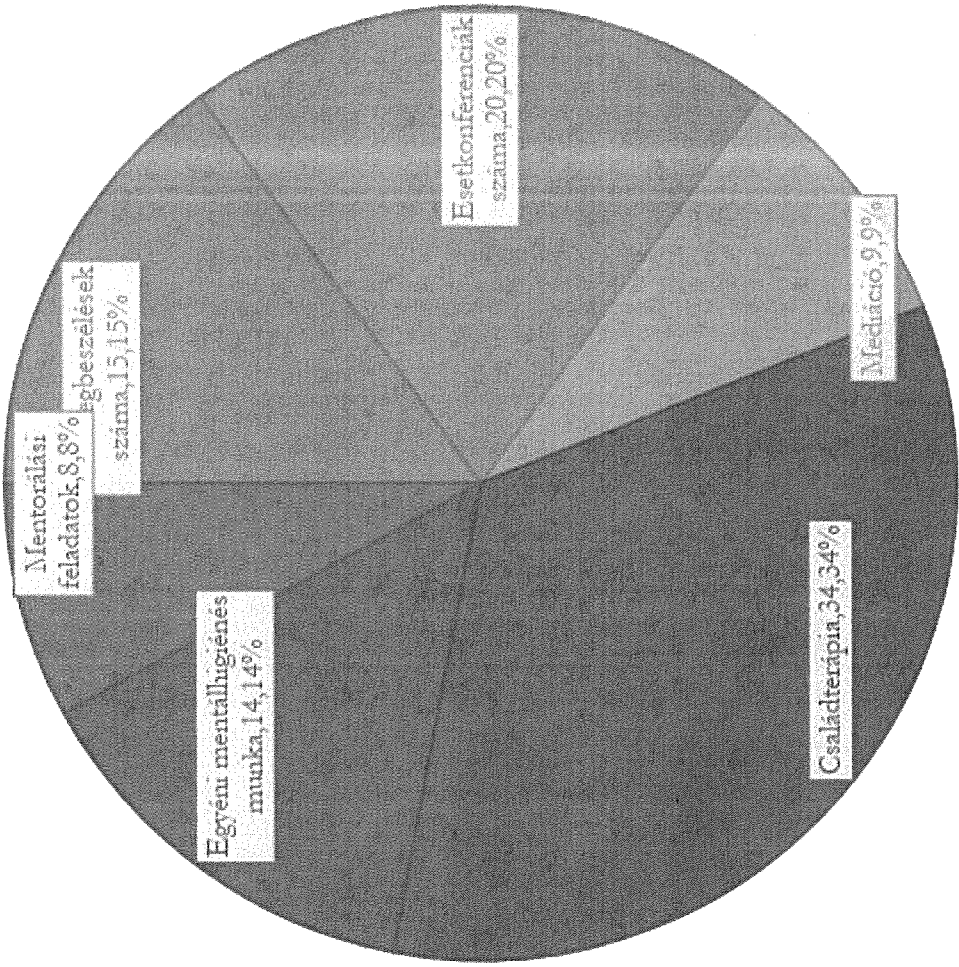 Esetkonferenciák
száma,20,20%
egbeszélések
száma,15,15%
Mentorálási
feladatok,8,8%
Mediáció,9,9%
Egyéni mentálhigiénés
munka,14,14%
Családterápia,34,34%